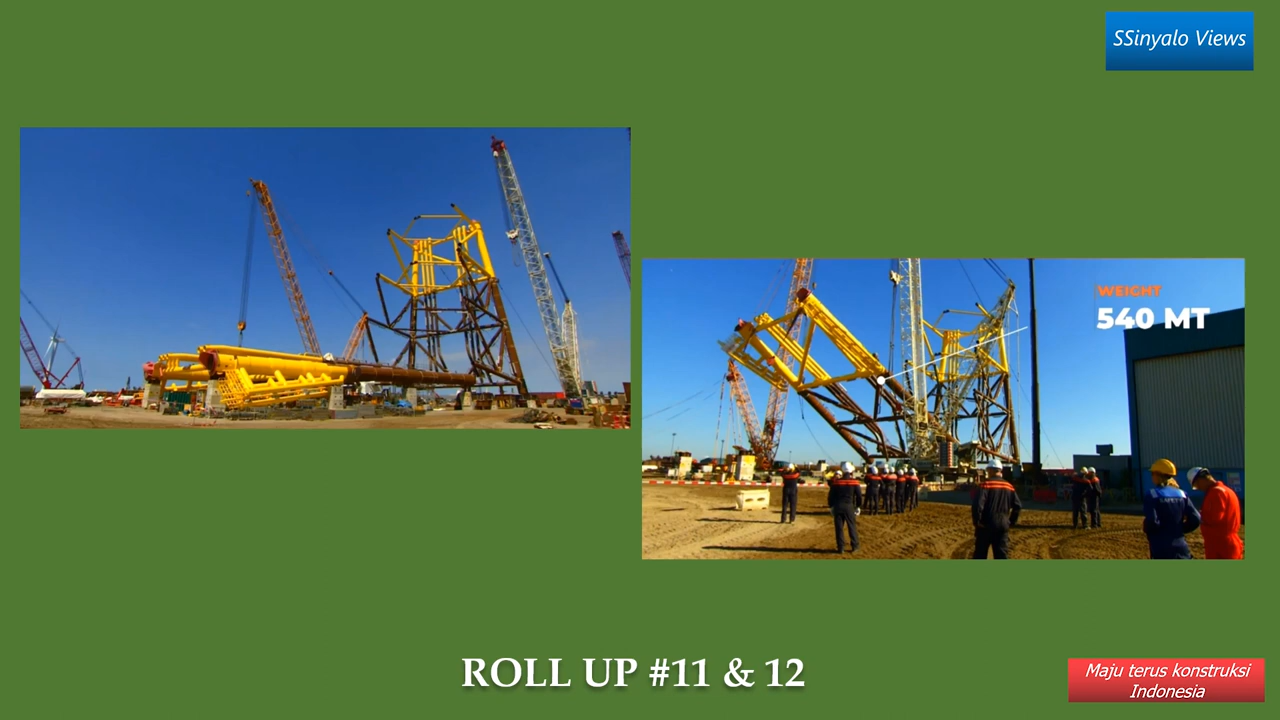 SSinyalo Views
WEIGHT
540 MT
ROLL UP #11 & 12
Maju terus konstruksi
Indonesia